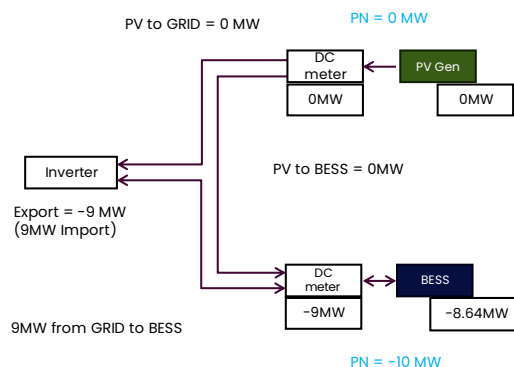 PV to GRID = 0 MW
PN = -0 MW
DC
meter
PV Gen
0MW
0MW
PV to BESS = 0MW
Inverter
Export = -9 MW
(9MW Import)
DC
meter
BESS
-9MW
-8.64MW
9MW from GRID to BESS
PN = -10 MW